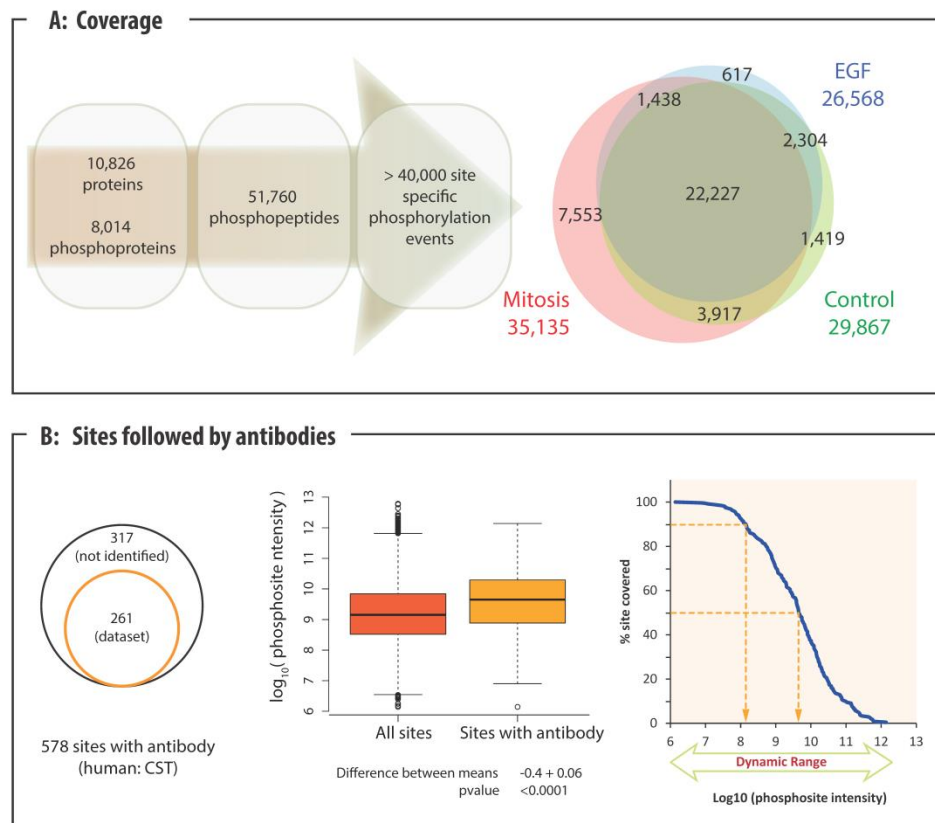 A: Coverage
10,826
proteins
8,014
phosphoproteins
51,760
phosphopeptides
> 40,000 site
specific
phosphorylation
events
617
EGF
26,568
1,438
2,304
22,227
7,553
1,419
Mitosis
35,135
3,917
Control
29,867
B: Sites followed by antibodies
317
(not identified)
261
(dataset)
578 sites with antibody
(human: CST)
log10( phosphosite ntensity )
13
12
11
10
9
8
7
6
All sites
Sites with antibody
Difference between means -0.4 + 0.06
pvalue <0.0001
% site covered
100
80
60
40
20
0
6 7 8 9 10 11 12 13
Dynamic Range
Log10 (phosphosite intensity)